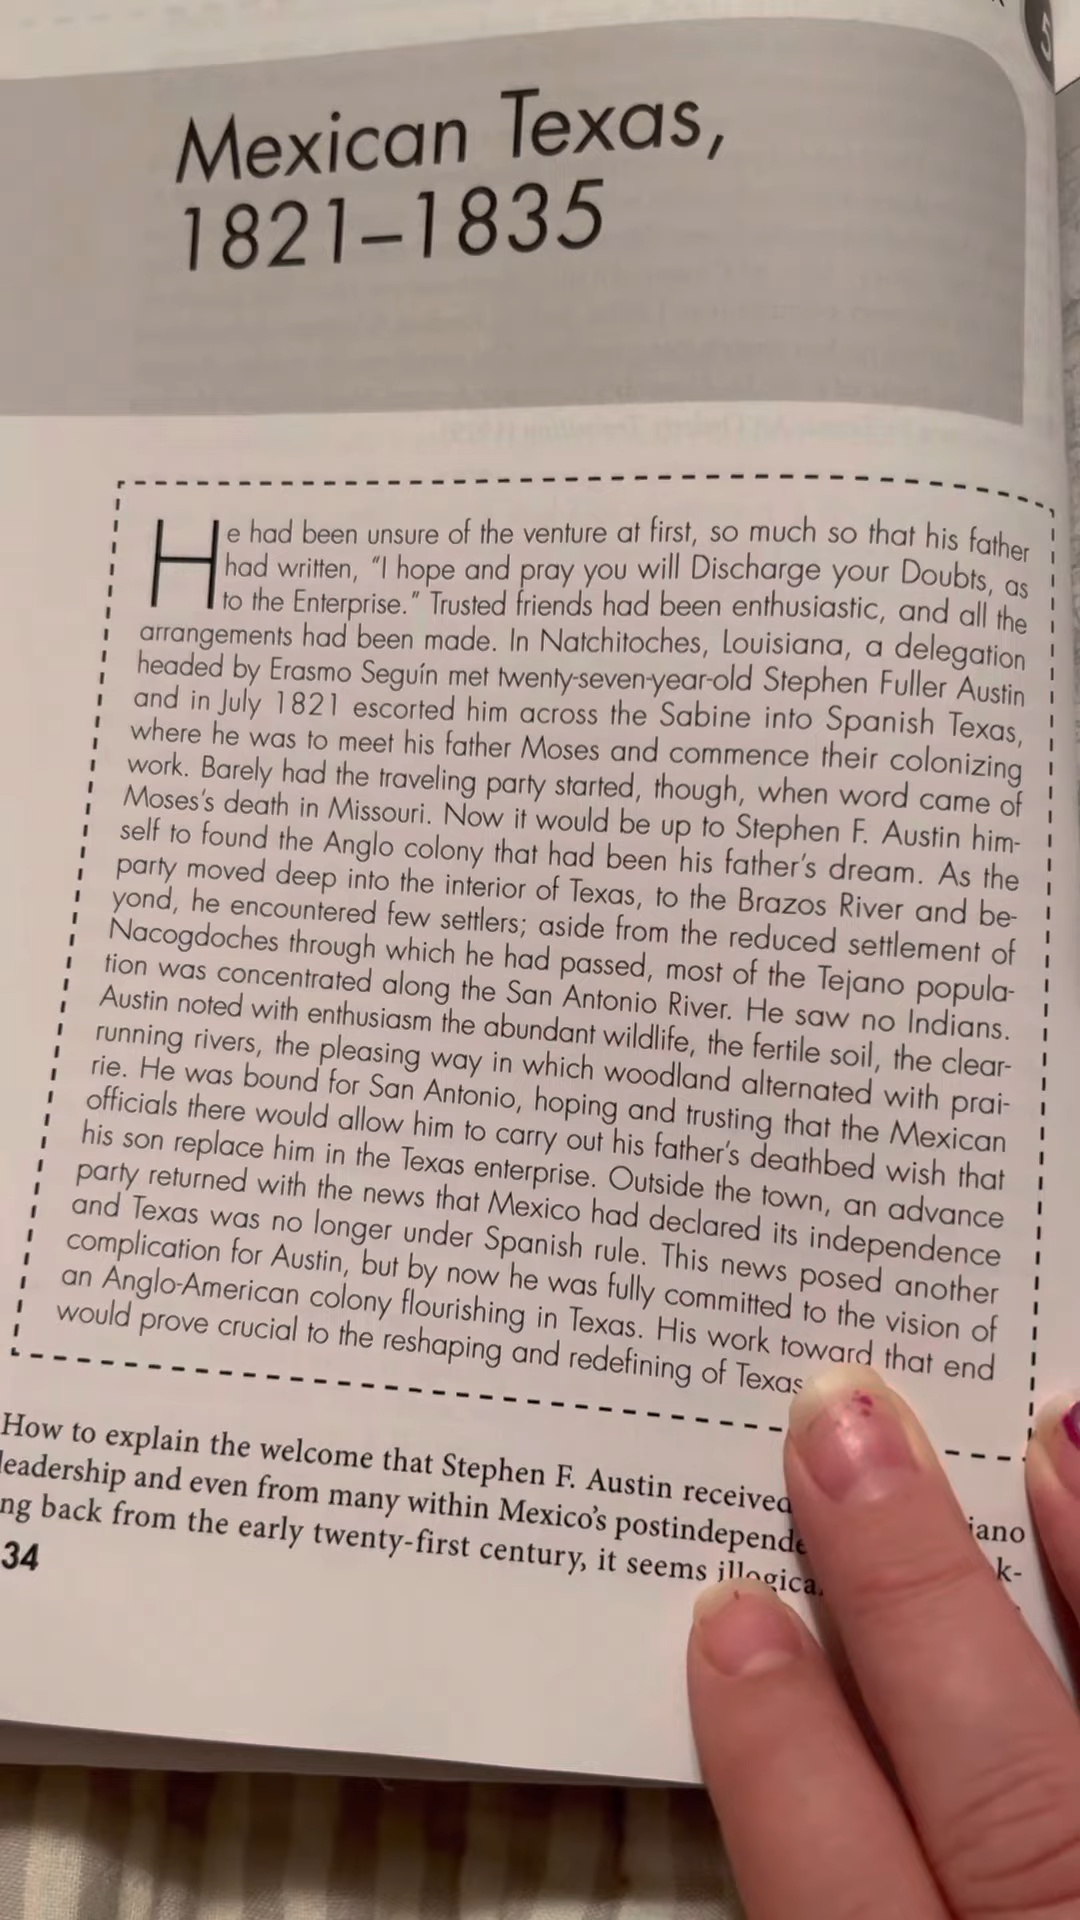 5
Mexican Texas,
1821–1835
He had been unsure of the venture at first, so much so that his father
had written, “I hope and pray you will Discharge your Doubts, as
to the Enterprise.” Trusted friends had been enthusiastic, and all the
arrangements had been made. In Natchitoches, Louisiana, a delegation
headed by Erasmo Seguín met twenty-seven-year-old Stephen Fuller Austin
and in July 1821 escorted him across the Sabine into Spanish Texas,
where he was to meet his father Moses and commence their colonizing
work. Barely had the traveling party started, though, when word came of
Moses’s death in Missouri. Now it would be up to Stephen F. Austin him-
self to found the Anglo colony that had been his father’s dream. As the
party moved deep into the interior of Texas, to the Brazos River and be-
yond, he encountered few settlers; aside from the reduced settlement of
Nacogdoches through which he had passed, most of the Tejano popula-
tion was concentrated along the San Antonio River. He saw no Indians.
Austin noted with enthusiasm the abundant wildlife, the fertile soil, the clear-
running rivers, the pleasing way in which woodland alternated with prai-
rie. He was bound for San Antonio, hoping and trusting that the Mexican
officials there would allow him to carry out his father’s deathbed wish that
his son replace him in the Texas enterprise. Outside the town, an advance
party returned with the news that Mexico had declared its independence
and Texas was no longer under Spanish rule. This news posed another
complication for Austin, but by now he was fully committed to the vision of
an Anglo-American colony flourishing in Texas. His work toward that end
would prove crucial to the reshaping and redefining of Texas
How to explain the welcome that Stephen F. Austin received
leadership and even from many within Mexico’s
ng back from the early twenty-first century, it seems
34